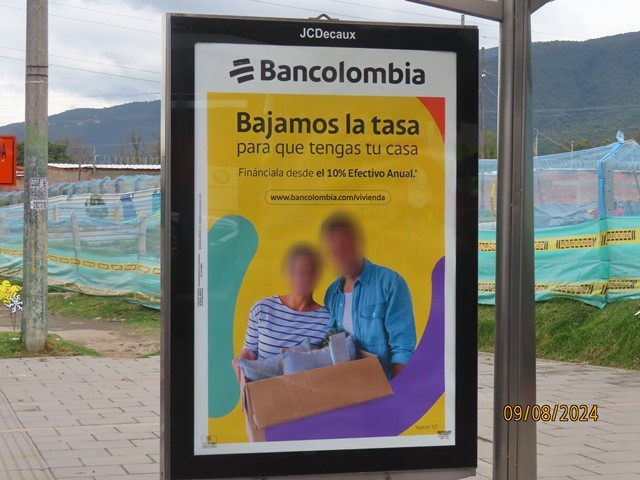 JCDecaux
Bancolombia
Bajamos la tasa
para que tengas tu casa
Fináncíala desde el 10% Efectivo Anual.*
www.bancolombia.com/vivienda
09/08/2024